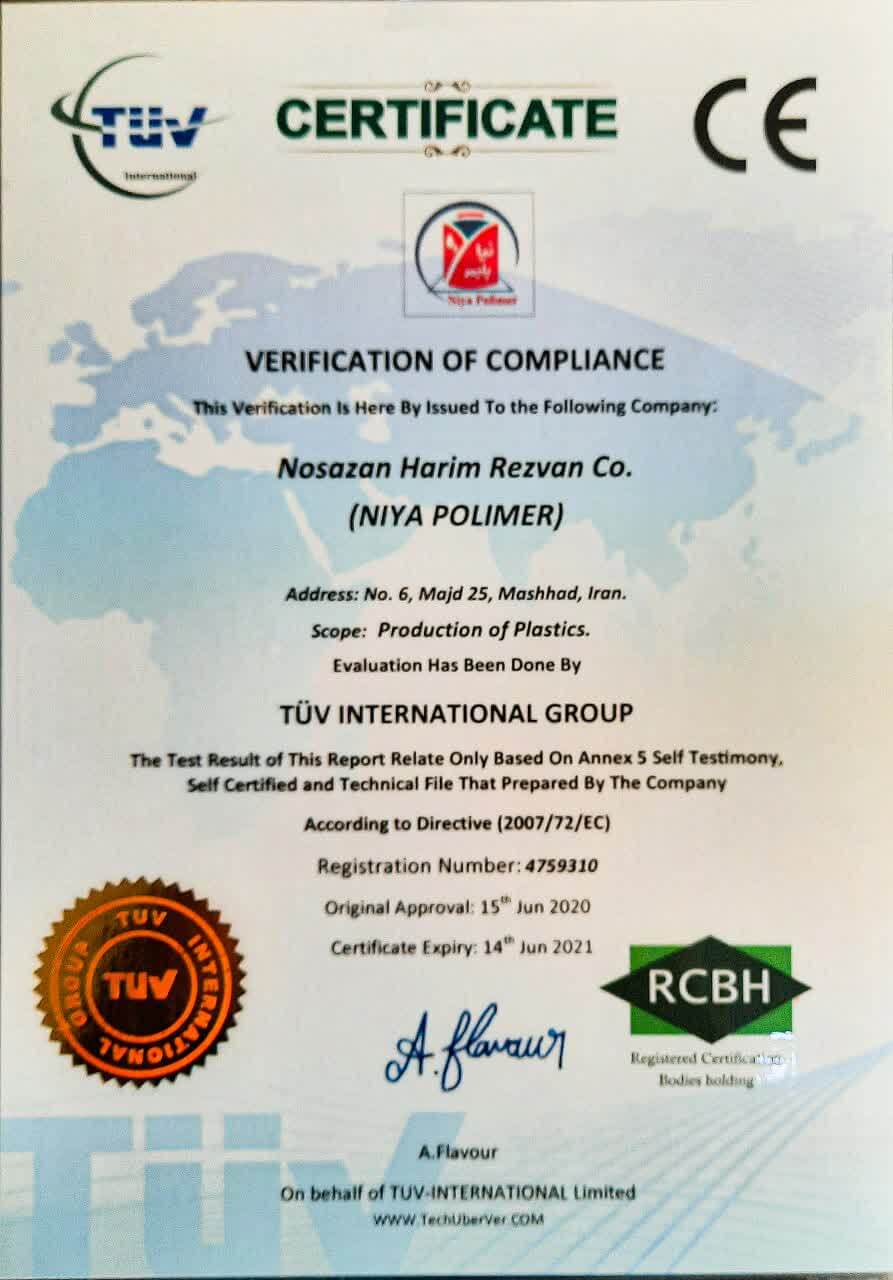 TÜV
International
CERTIFICATE
CE
نیا
پلیمر
Niya Polimer
VERIFICATION OF COMPLIANCE
This Verification Is Here By Issued To the Following Company:
Nosazan Harim Rezvan Co.
(NIYA POLIMER)
Address: No. 6, Majd 25, Mashhad, Iran.
Scope: Production of Plastics.
Evaluation Has Been Done By
TÜV INTERNATIONAL GROUP
The Test Result of This Report Relate Only Based On Annex 5 Self Testimony,
Self Certified and Technical File That Prepared By The Company
According to Directive (2007/72/EC)
Registration Number: 4759310
Original Approval: 15th Jun 2020
Certificate Expiry: 14th Jun 2021
TUV INTERNATIONAL GROUP
TUV
RCBH
Registered Certification
Bodies holding
A.flavour
A.Flavour
On behalf of TUV-INTERNATIONAL Limited
WWW.TechUberVer.COM
TÜV